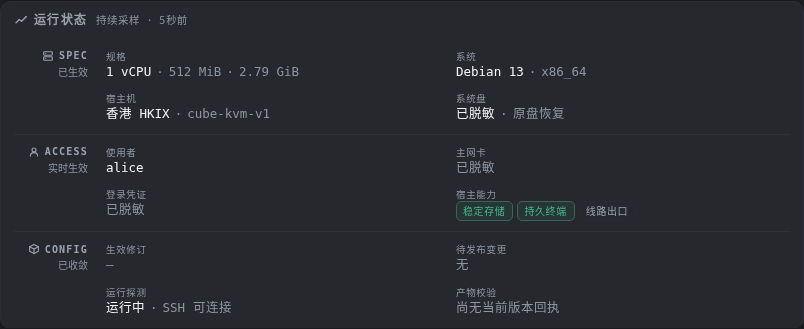 运行状态 持续采样 · 5秒前
SPEC
已生效
规格
1 vCPU · 512 MiB · 2.79 GiB
系统
Debian 13 · x86_64
宿主机
香港 HKIX · cube-kvm-v1
系统盘
已脱敏 · 原盘恢复
ACCESS
实时生效
使用者
alice
主网卡
已脱敏
登录凭证
已脱敏
宿主能力
稳定存储 持久终端 线路出口
CONFIG
已收敛
生效修订
—
待发布变更
无
运行探测
运行中 · SSH 可连接
产物校验
尚无当前版本回执